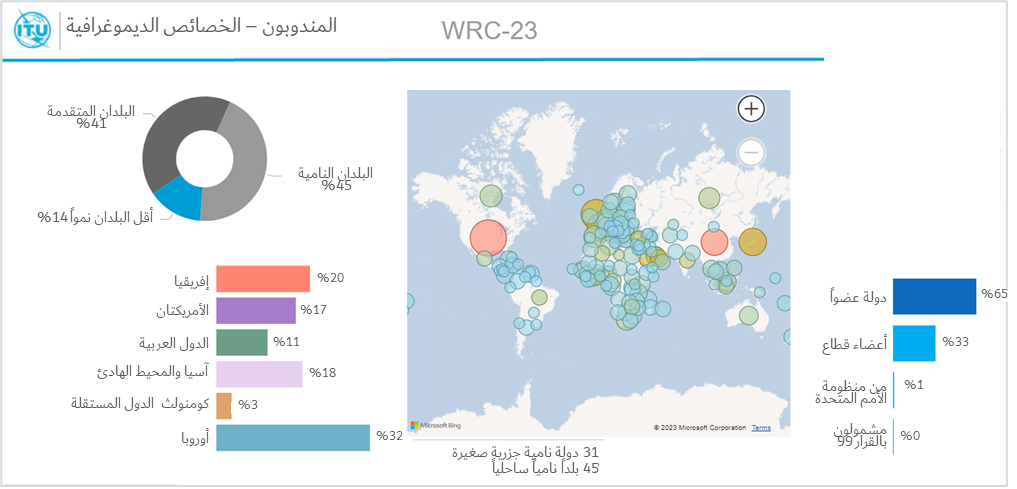 ITU
المندوبون – الخصائص الديموغرافية
WRC-23
البلدان المتقدمة
%41
البلدان النامية
%45
أقل البلدان نمواً 14%
إفريقيا
%20
الأمريكتان
%17
الدول العربية
%11
آسيا والمحيط الهادئ
%18
كومنولث الدول المستقلة
%3
أوروبا
%32
Microsoft Bing
© 2023 Microsoft Corporation Terms
31 دولة نامية جزرية صغيرة
45 بلداً نامياً ساحلياً
دولة عضواً
%65
أعضاء قطاع
%33
من منظومة
الأمم المتحدة
%1
مشمولون
بالقرار 99
%0